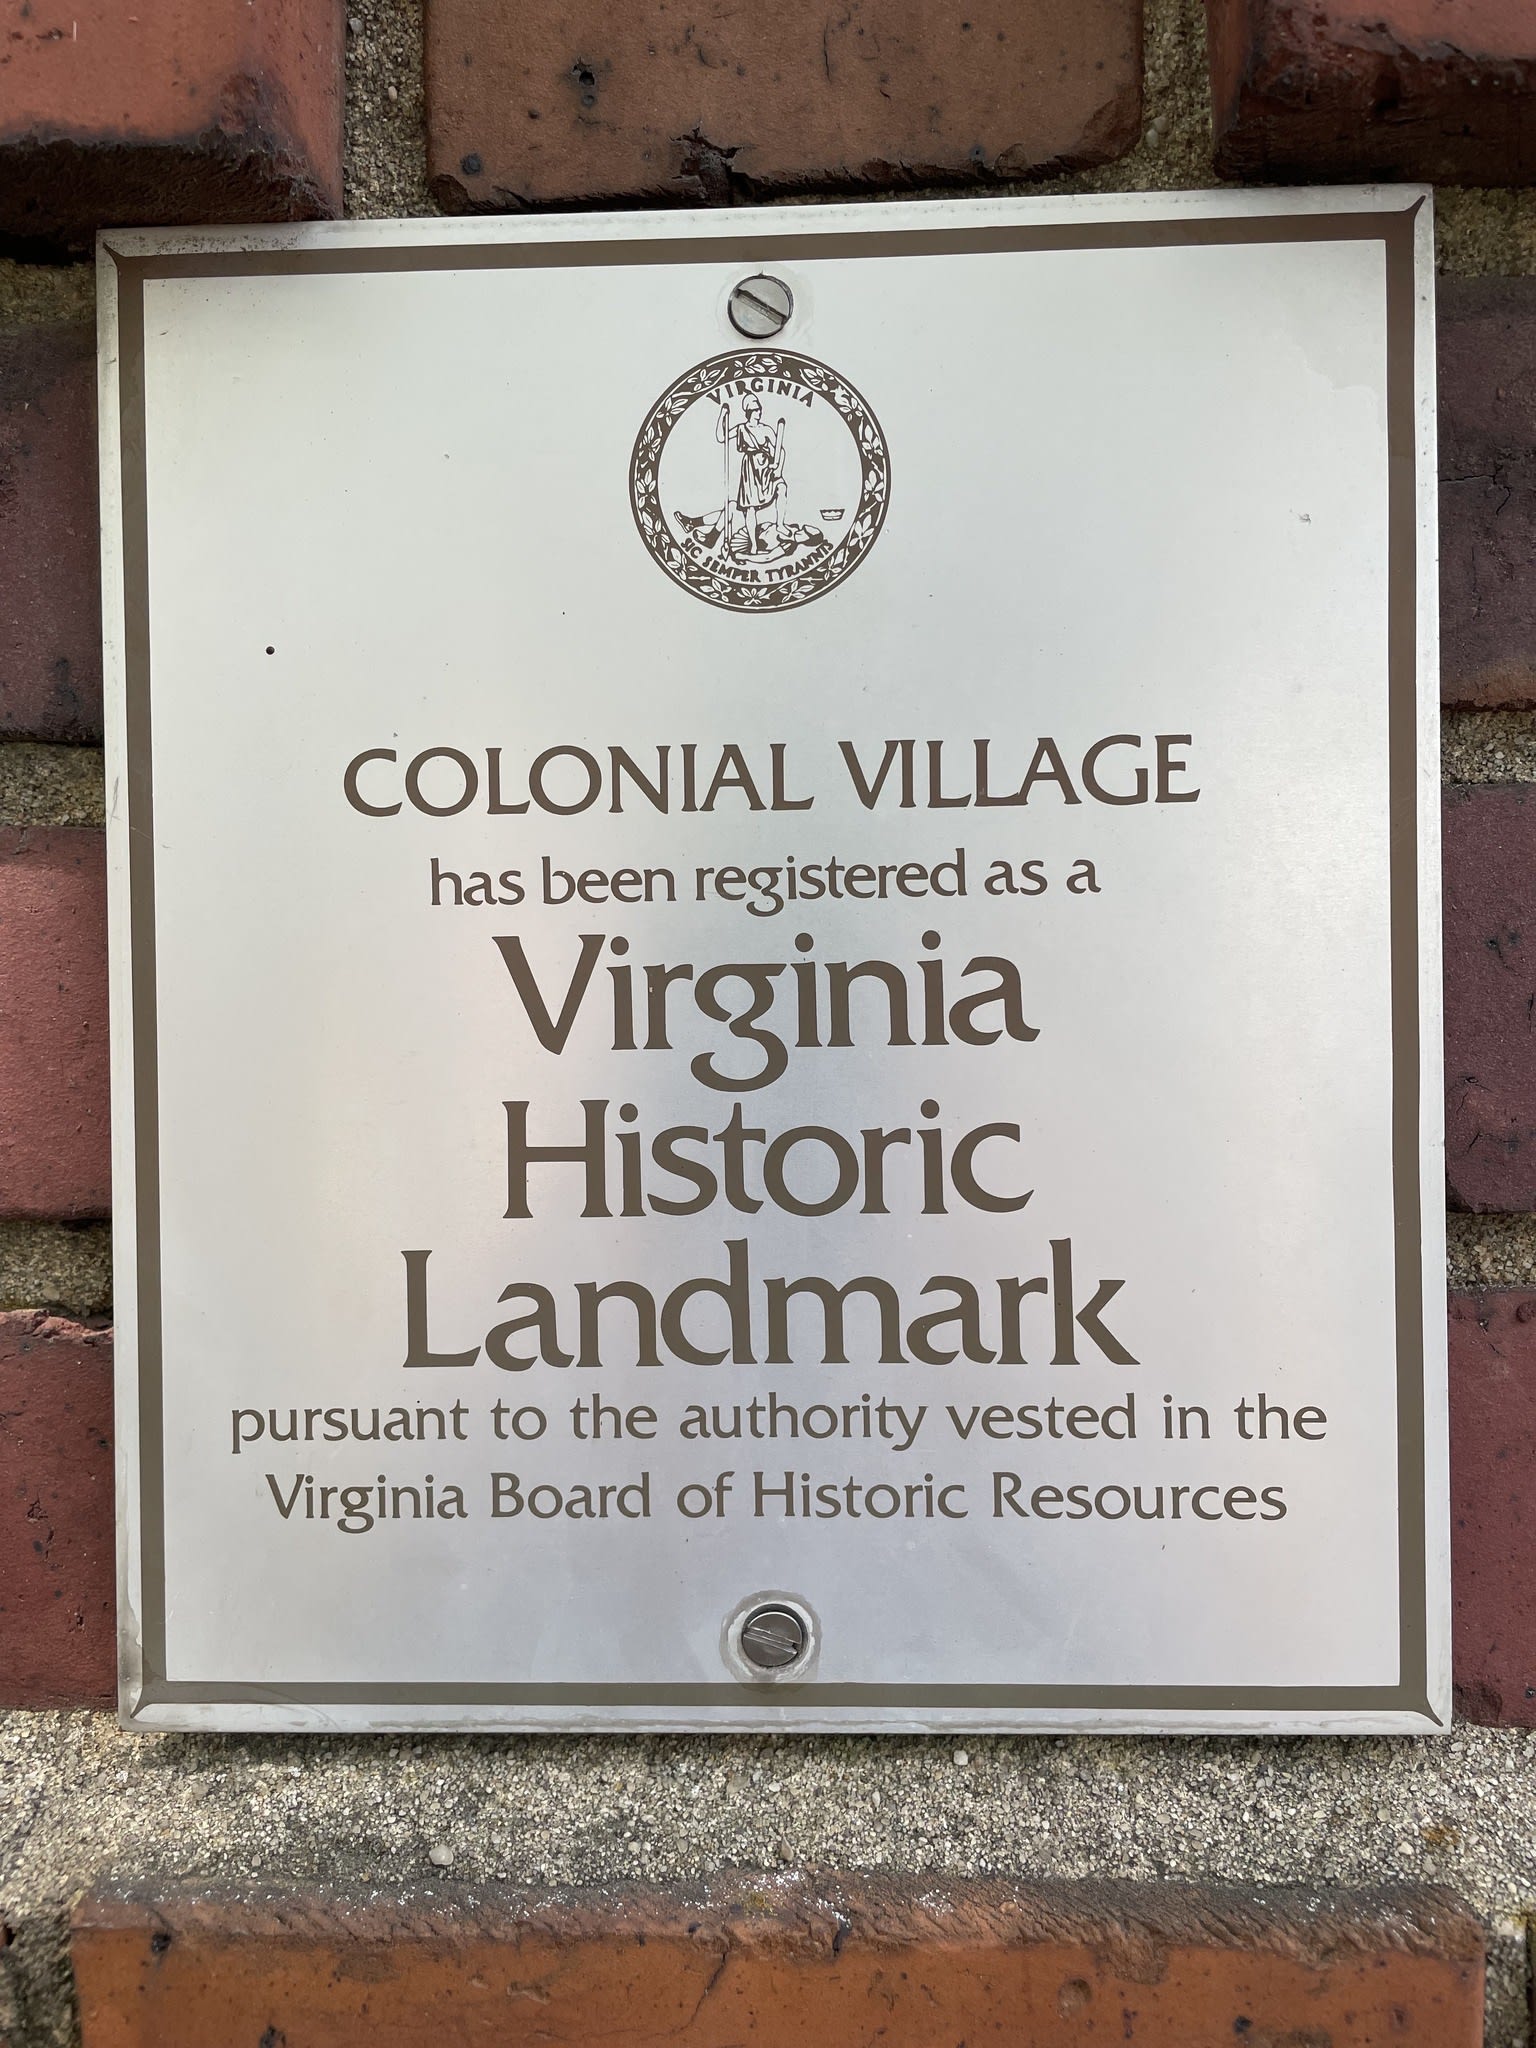 VIRGINIA
SIC SEMPER TYRANNIS
COLONIAL VILLAGE
has been registered as a
Virginia
Historic
Landmark
pursuant to the authority vested in the
Virginia Board of Historic Resources